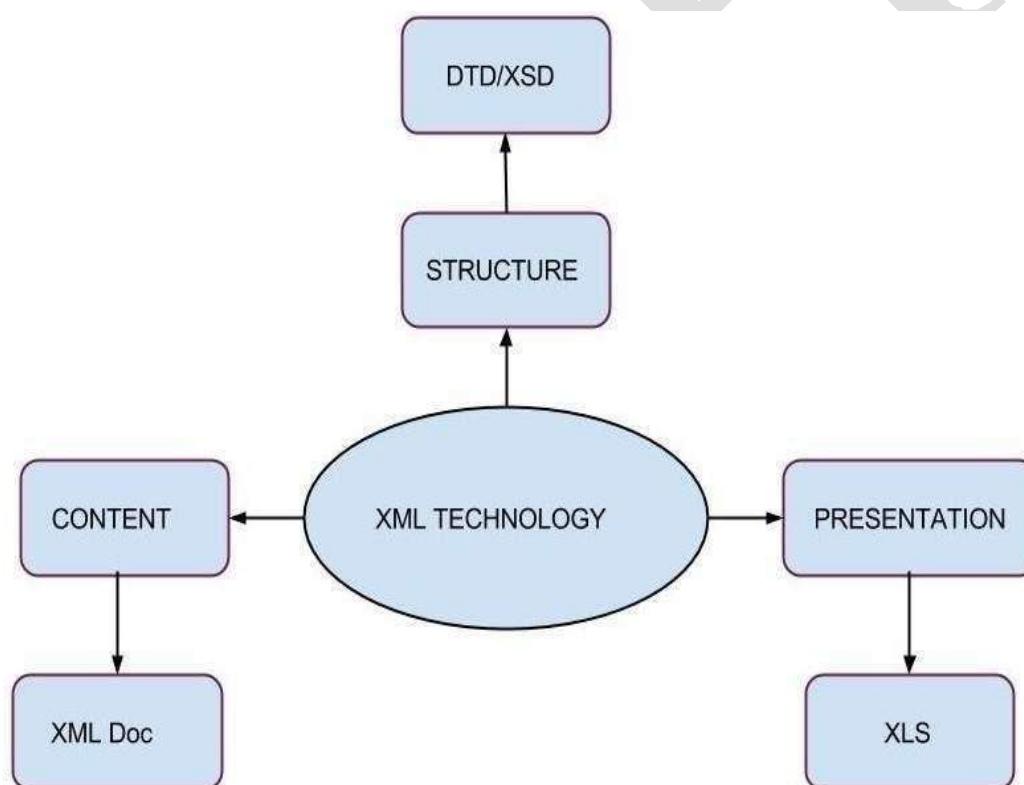 DTD/XSD
STRUCTURE
CONTENT
XML TECHNOLOGY
PRESENTATION
XML Doc
XLS